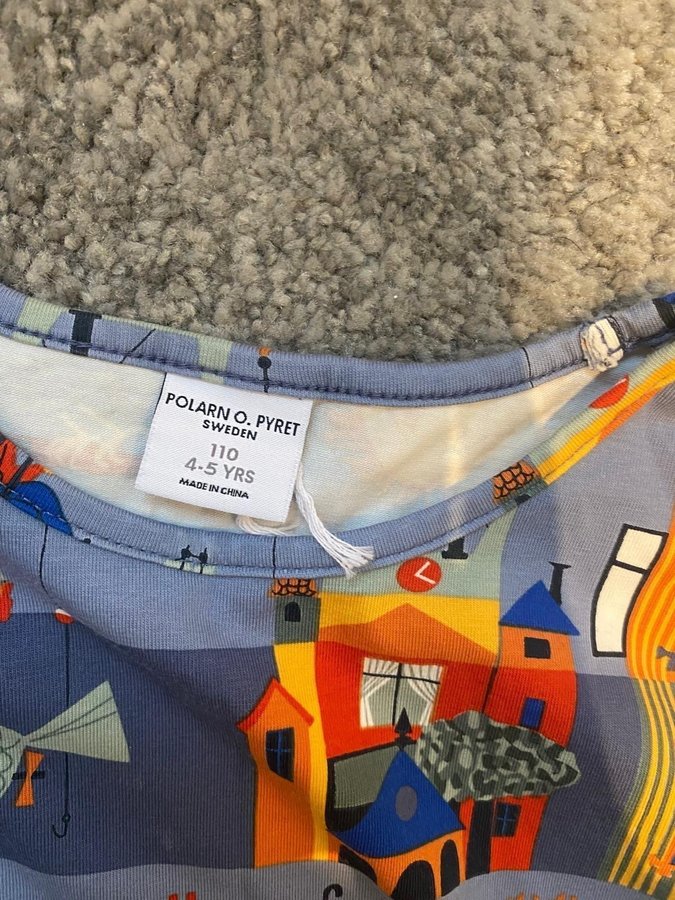 POLARN O. PYRET
SWEDEN
110
4-5 YRS
MADE IN CHINA